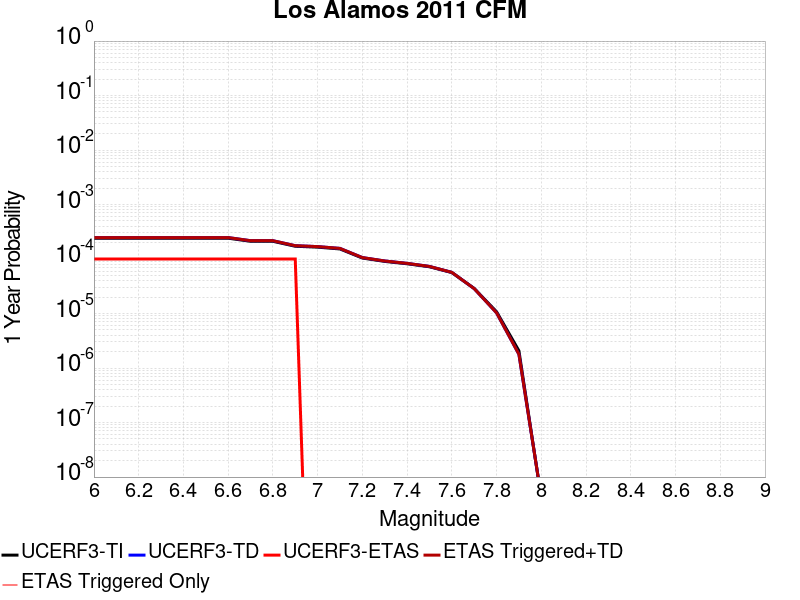 Los Alamos 2011 CFM
1 Year Probability
10^0
10^-1
10^-2
10^-3
10^-4
10^-5
10^-6
10^-7
10^-8
6 6.2 6.4 6.6 6.8 7 7.2 7.4 7.6 7.8 8 8.2 8.4 8.6 8.8 9
Magnitude
UCERF3-TI UCERF3-TD UCERF3-ETAS ETAS Triggered+TD
ETAS Triggered Only